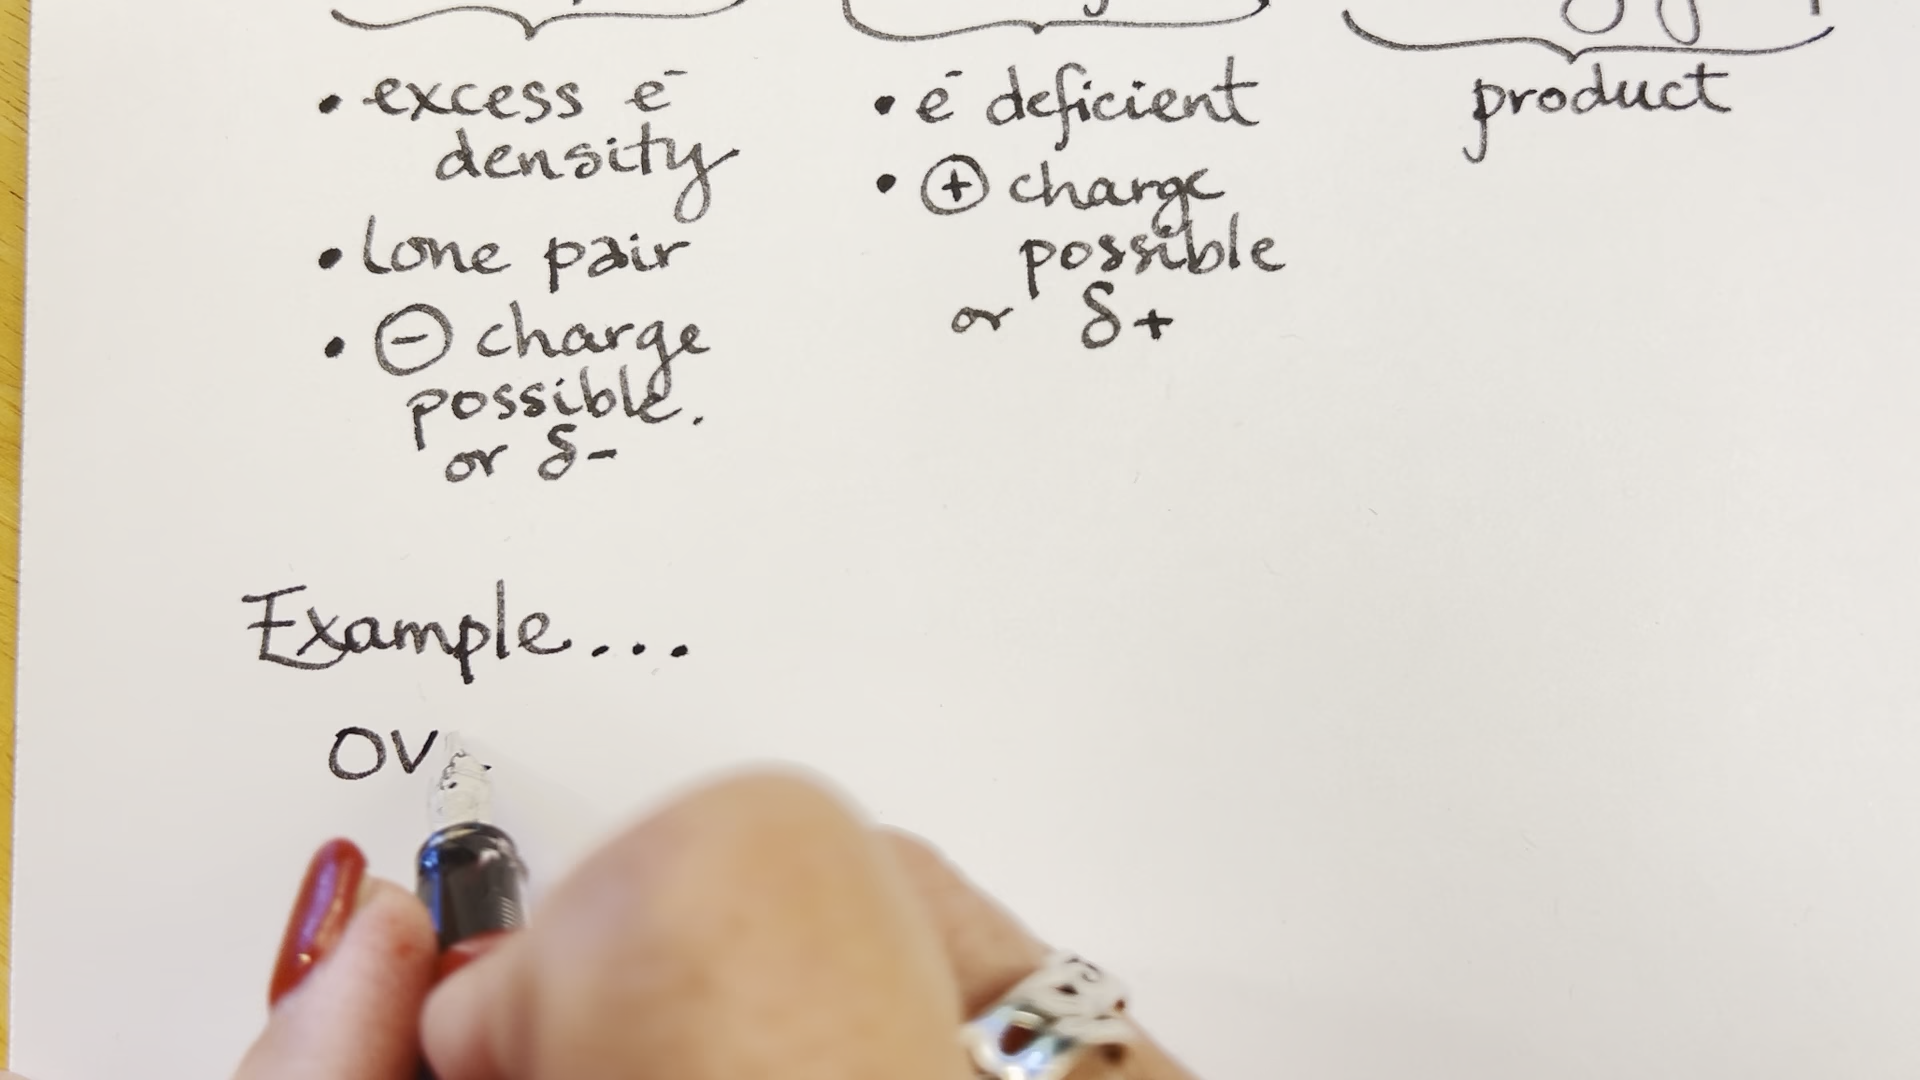 • excess e⁻
density
• lone pair
• ⊖ charge
possible.
or δ-
• e⁻ deficient
• ⊕ charge
possible
or δ+
product
Example....
OV